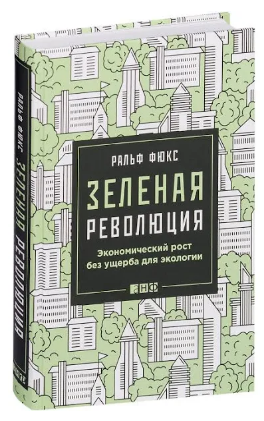 РАЛЬФ ФЮКС
ЗЕЛЕНАЯ
РЕВОЛЮЦИЯ
Экономический рост
без ущерба для экологии
РАЛЬФ ФЮКС
ЗЕЛЕНАЯ РЕВОЛЮЦИЯ